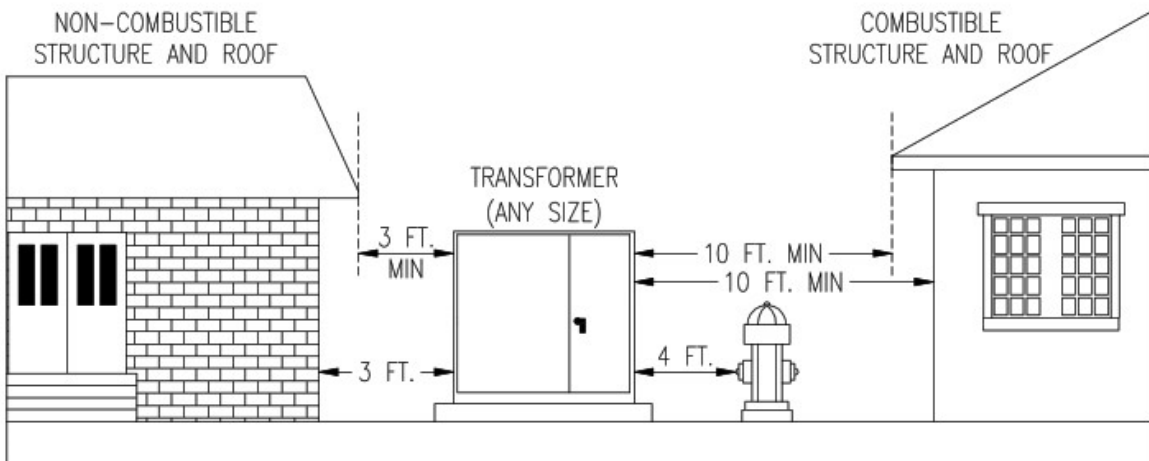 NON-COMBUSTIBLE
STRUCTURE AND ROOF
COMBUSTIBLE
STRUCTURE AND ROOF
TRANSFORMER
(ANY SIZE)
3 FT.
MIN
10 FT. MIN
10 FT. MIN
3 FT.
4 FT.